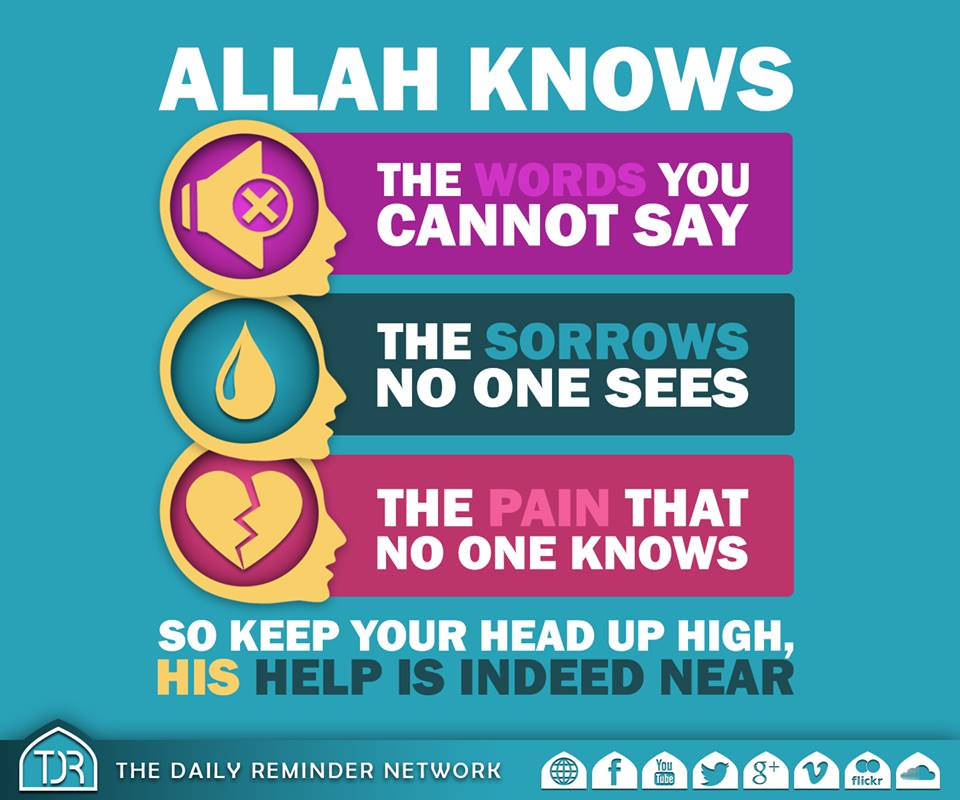 ALLAH KNOWS
THE WORDS YOU
CANNOT SAY
THE SORROWS
NO ONE SEES
THE PAIN THAT
NO ONE KNOWS
SO KEEP YOUR HEAD UP HIGH,
HIS HELP IS INDEED NEAR
TDR THE DAILY REMINDER NETWORK f You Tube g+ v flickr